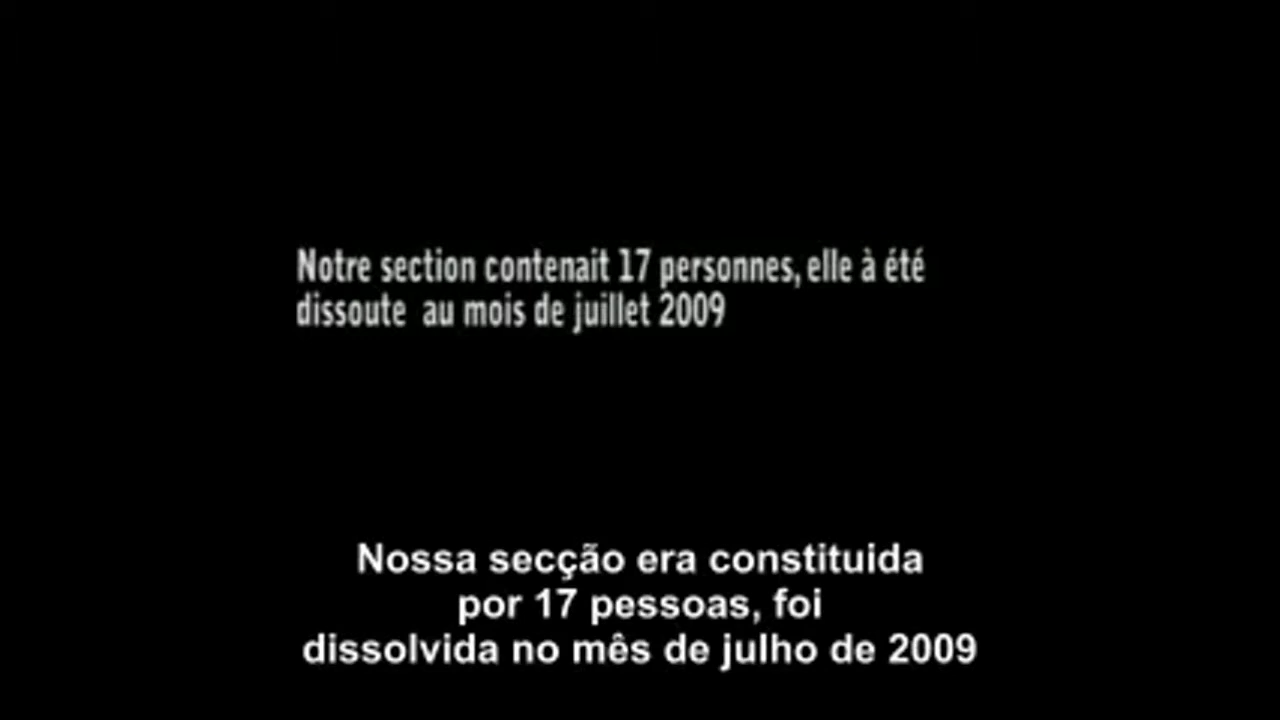 Notre section contenait 17 personnes, elle à été
dissoute au mois de juillet 2009
Nossa secção era constituida
por 17 pessoas, foi
dissolvida no mês de julho de 2009